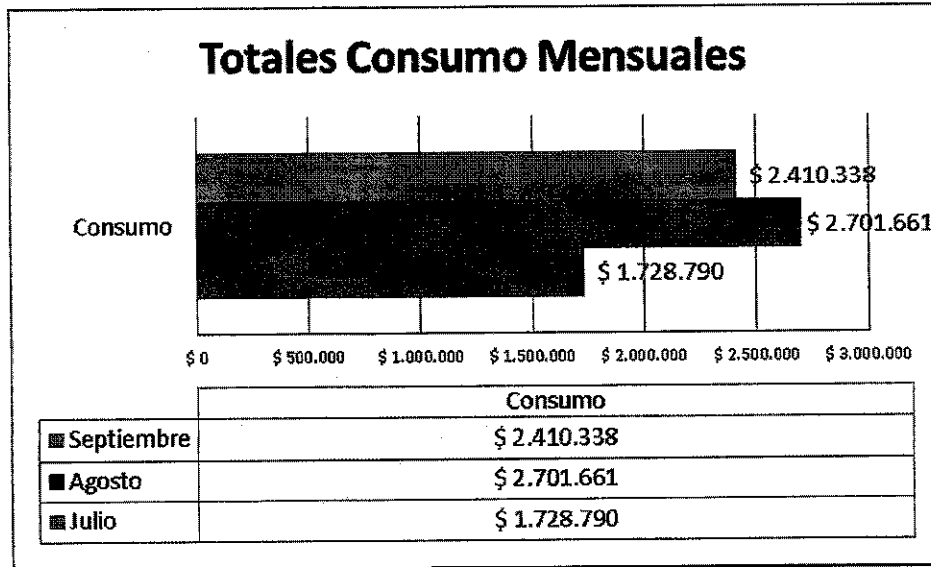 Totales Consumo Mensuales
$ 2.410.338
Consumo
$ 2.701.661
$ 1.728.790
$ 0 $ 500.000 $ 1.000.000 $ 1.500.000 $ 2.000.000 $ 2.500.000 $ 3.000.000
Consumo
Septiembre $ 2.410.338
Agosto $ 2.701.661
Julio $ 1.728.790